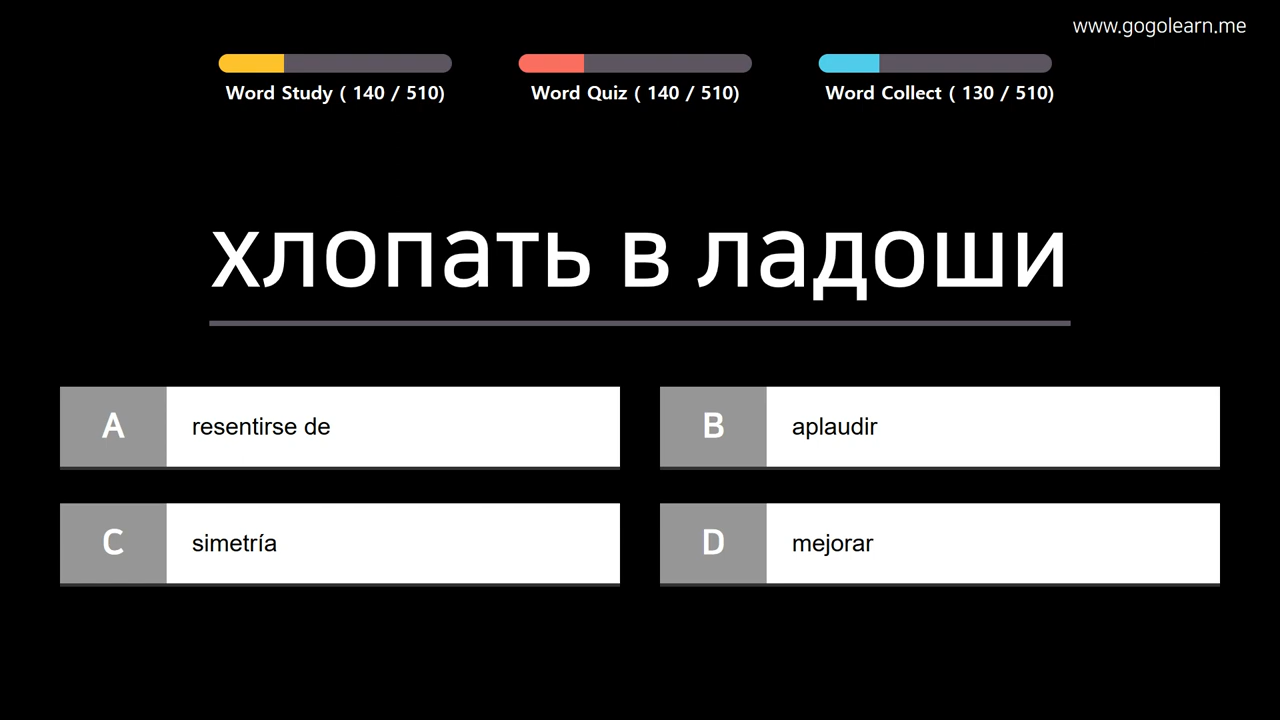 www.gogolearn.me
Word Study ( 140 / 510)
Word Quiz ( 140 / 510)
Word Collect ( 130 / 510)
хлопать в ладоши
A resentirse de
B aplaudir
C simetría
D mejorar